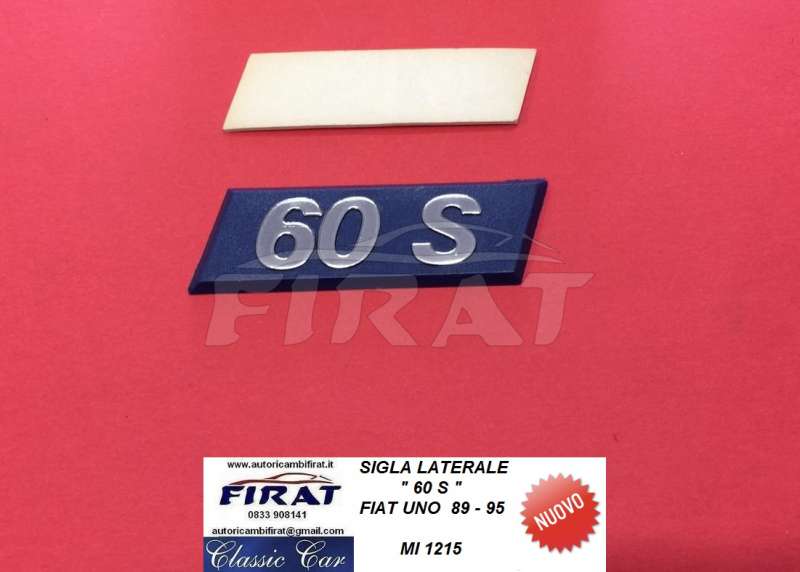 60 S
FIRAT
www.autoricambifirat.it
FIRAT
0833 908141
autoricambifirat@gmail.com
Classic Car
SIGLA LATERALE
" 60 S "
FIAT UNO 89 - 95
MI 1215
NUOVO